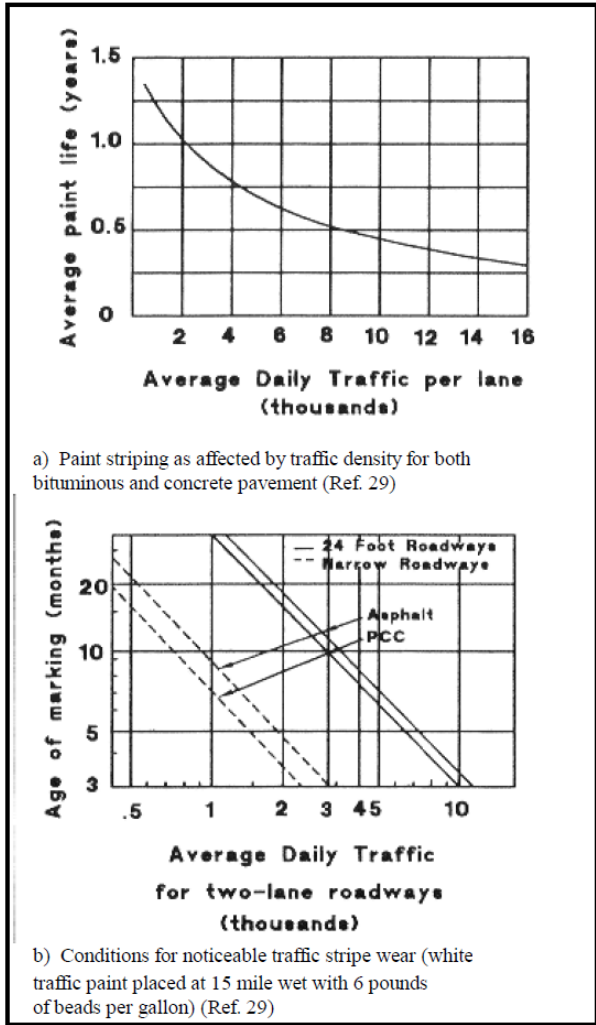 1.5
1.0
0.5
0
Average paint life (years)
2 4 6 8 10 12 14 16
Average Daily Traffic per lane
(thousands)
a) Paint striping as affected by traffic density for both
bituminous and concrete pavement (Ref. 29)
24 Foot Roadways
Narrow Roadways
Asphalt
PCC
20
10
5
3
Age of marking (months)
.5 1 2 3 4 5 10
Average Daily Traffic
for two-lane roadways
(thousands)
b) Conditions for noticeable traffic stripe wear (white
traffic paint placed at 15 mile wet with 6 pounds
of beads per gallon) (Ref. 29)